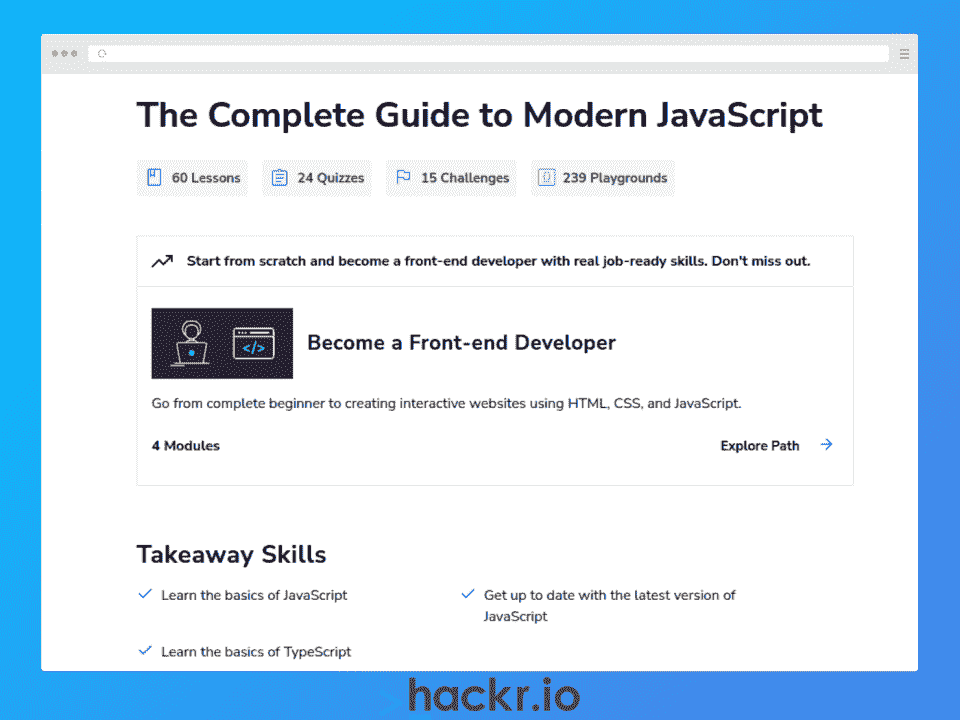 The Complete Guide to Modern JavaScript
60 Lessons 24 Quizzes 15 Challenges 239 Playgrounds
Start from scratch and become a front-end developer with real job-ready skills. Don't miss out.
</>
Become a Front-end Developer
Go from complete beginner to creating interactive websites using HTML, CSS, and JavaScript.
4 Modules Explore Path
Takeaway Skills
Learn the basics of JavaScript
Get up to date with the latest version of
JavaScript
Learn the basics of TypeScript
hackr.io